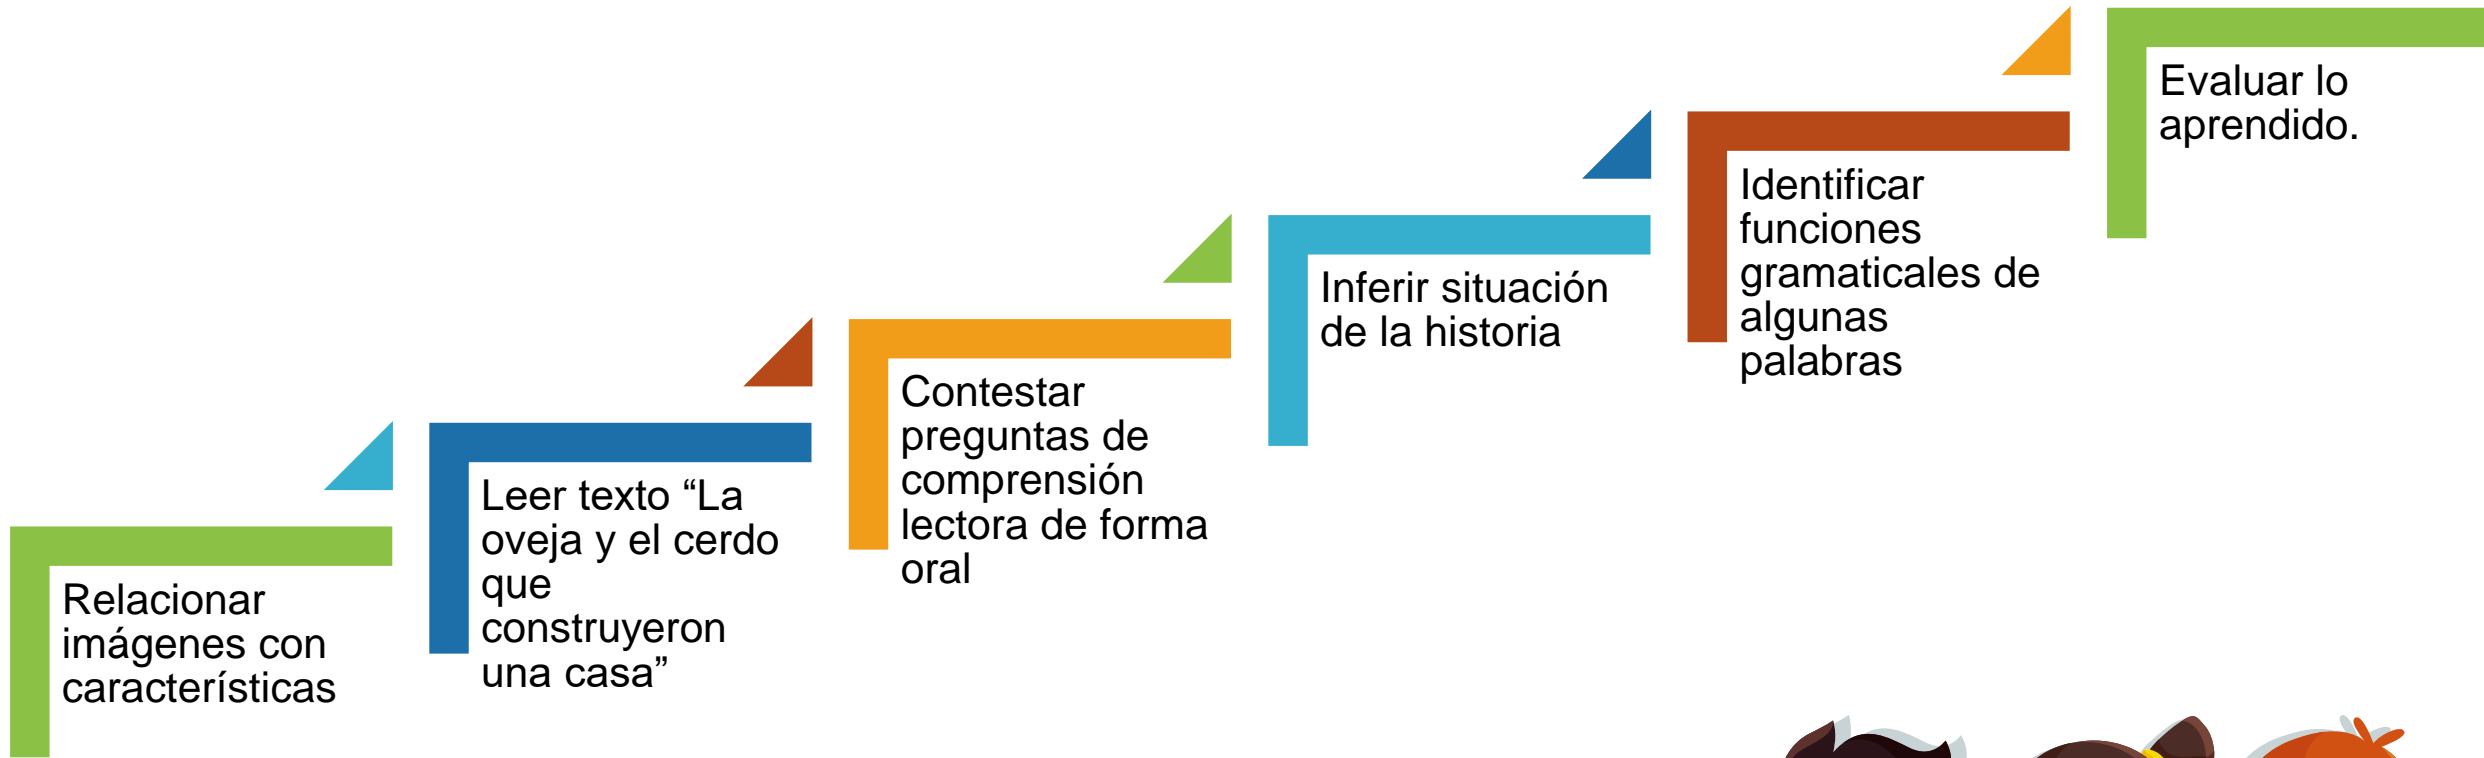 Relacionar
imágenes con
características
Leer texto “La
oveja y el cerdo
que
construyeron
una casa”
Contestar
preguntas de
comprensión
lectora de forma
oral
Inferir situación
de la historia
Identificar
funciones
gramaticales de
algunas
palabras
Evaluar lo
aprendido.